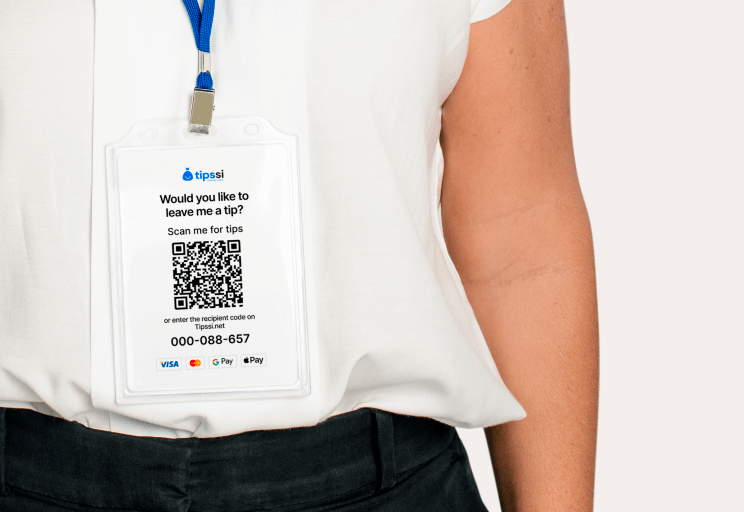 tipssi
Would you like to
leave me a tip?
Scan me for tips
or enter the recipient code on
Tipssi.net
000-088-657
VISA
G Pay
Pay